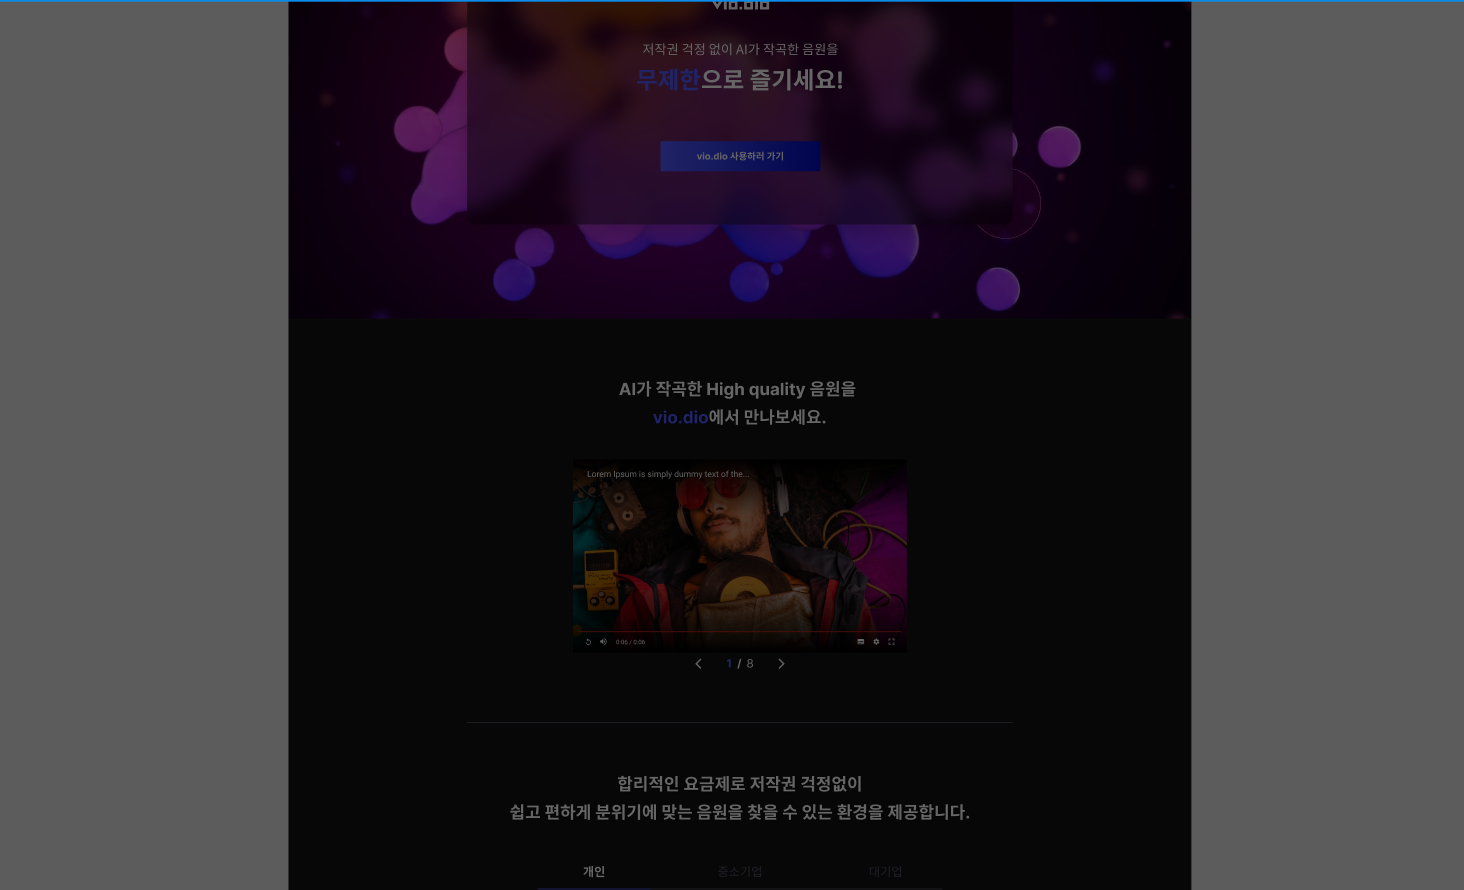 vio.dio
저작권 걱정 없이 AI가 작곡한 음원을
무제한으로 즐기세요!
vio.dio 사용하러 가기
AI가 작곡한 High quality 음원을
vio.dio에서 만나보세요.
Lorem Ipsum is simply dummy text of the...
0:06 / 0:06
1 / 8
합리적인 요금제로 저작권 걱정없이
쉽고 편하게 분위기에 맞는 음원을 찾을 수 있는 환경을 제공합니다.
개인 중소기업 대기업